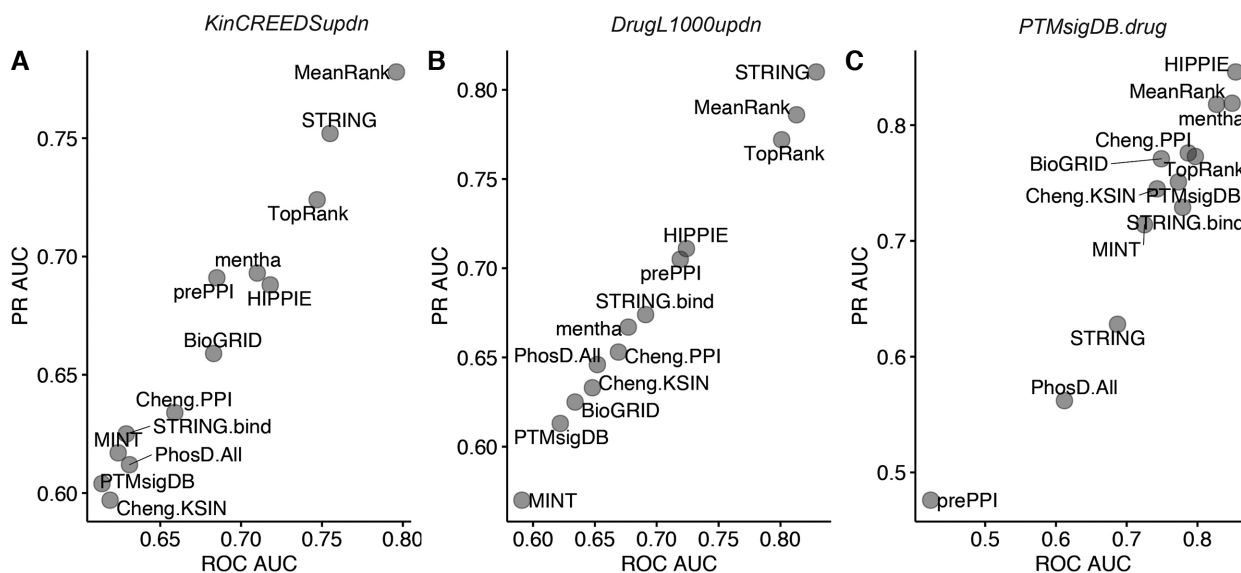 KinCREEDSupdn
DrugL1000updn
PTMsigDB.drug
A
MeanRank
STRING
TopRank
mentha
prePPI
HIPPIE
BioGRID
Cheng.PPI
STRING.bind
MINT
PhosD.All
PTMsigDB
Cheng.KSIN
0.75
0.70
0.65
0.60
PR AUC
0.65 0.70 0.75 0.80
ROC AUC
B
STRING
MeanRank
TopRank
HIPPIE
prePPI
STRING.bind
mentha
PhosD.All
Cheng.PPI
Cheng.KSIN
BioGRID
PTMsigDB
MINT
0.80
0.75
0.70
0.65
0.60
PR AUC
0.60 0.65 0.70 0.75 0.80
ROC AUC
C
HIPPIE
MeanRank
mentha
Cheng.PPI
BioGRID
TopRank
Cheng.KSIN
PTMsigDB
STRING.bind
MINT
STRING
PhosD.All
prePPI
0.8
0.7
0.6
0.5
PR AUC
0.5 0.6 0.7 0.8
ROC AUC